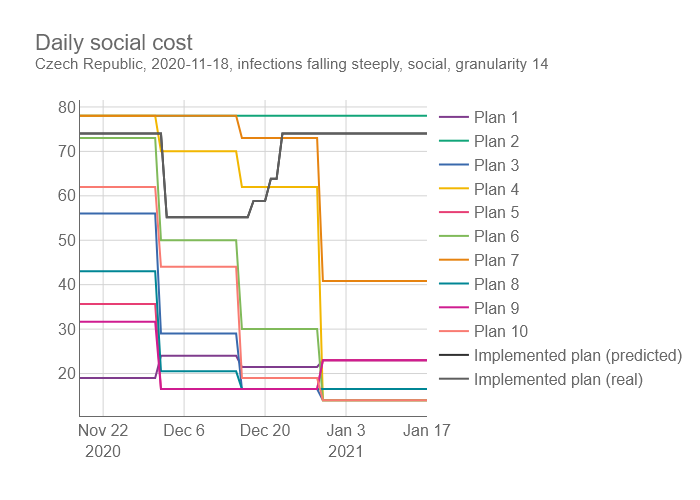 Daily social cost
Czech Republic, 2020-11-18, infections falling steeply, social, granularity 14
80
70
60
50
40
30
20
Nov 22
2020
Dec 6
Dec 20
Jan 3
2021
Jan 17
Plan 1
Plan 2
Plan 3
Plan 4
Plan 5
Plan 6
Plan 7
Plan 8
Plan 9
Plan 10
Implemented plan (predicted)
Implemented plan (real)